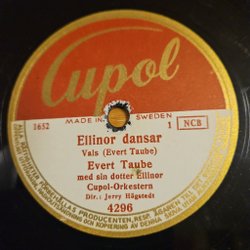 Cupol
MADE IN SWEDEN
1652
1
NCB
Ellinor dansar
Vals (Evert Taube)
Evert Taube
med sin dotter Ellinor
Cupol-Orkestern
Dir.: Jerry Högstedt
4296